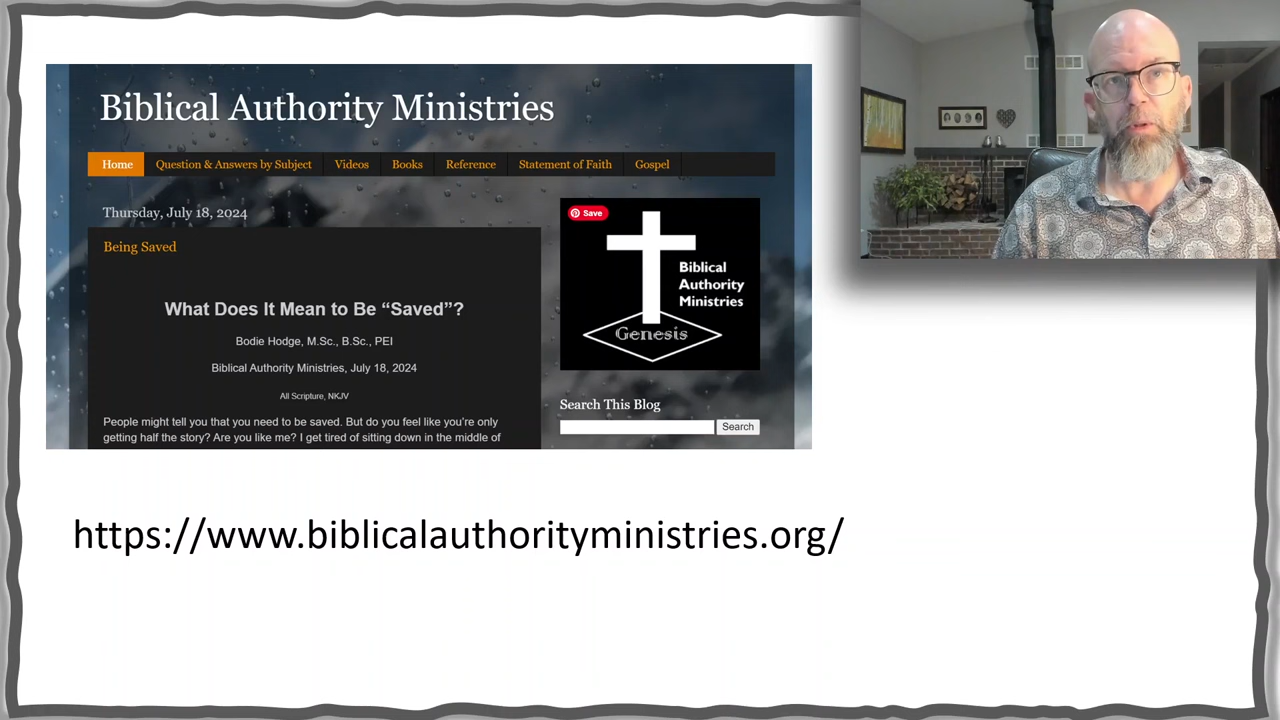 Biblical Authority Ministries
Home Question & Answers by Subject Videos Books Reference Statement of Faith Gospel
Thursday, July 18, 2024
Being Saved
What Does It Mean to Be “Saved”?
Bodie Hodge, M.Sc., B.Sc., PEI
Biblical Authority Ministries, July 18, 2024
All Scripture, NKJV
People might tell you that you need to be saved. But do you feel like you're only
getting half the story? Are you like me? I get tired of sitting down in the middle of
Save
Biblical
Authority
Ministries
Genesis
Search This Blog
Search
https://www.biblicalauthorityministries.org/